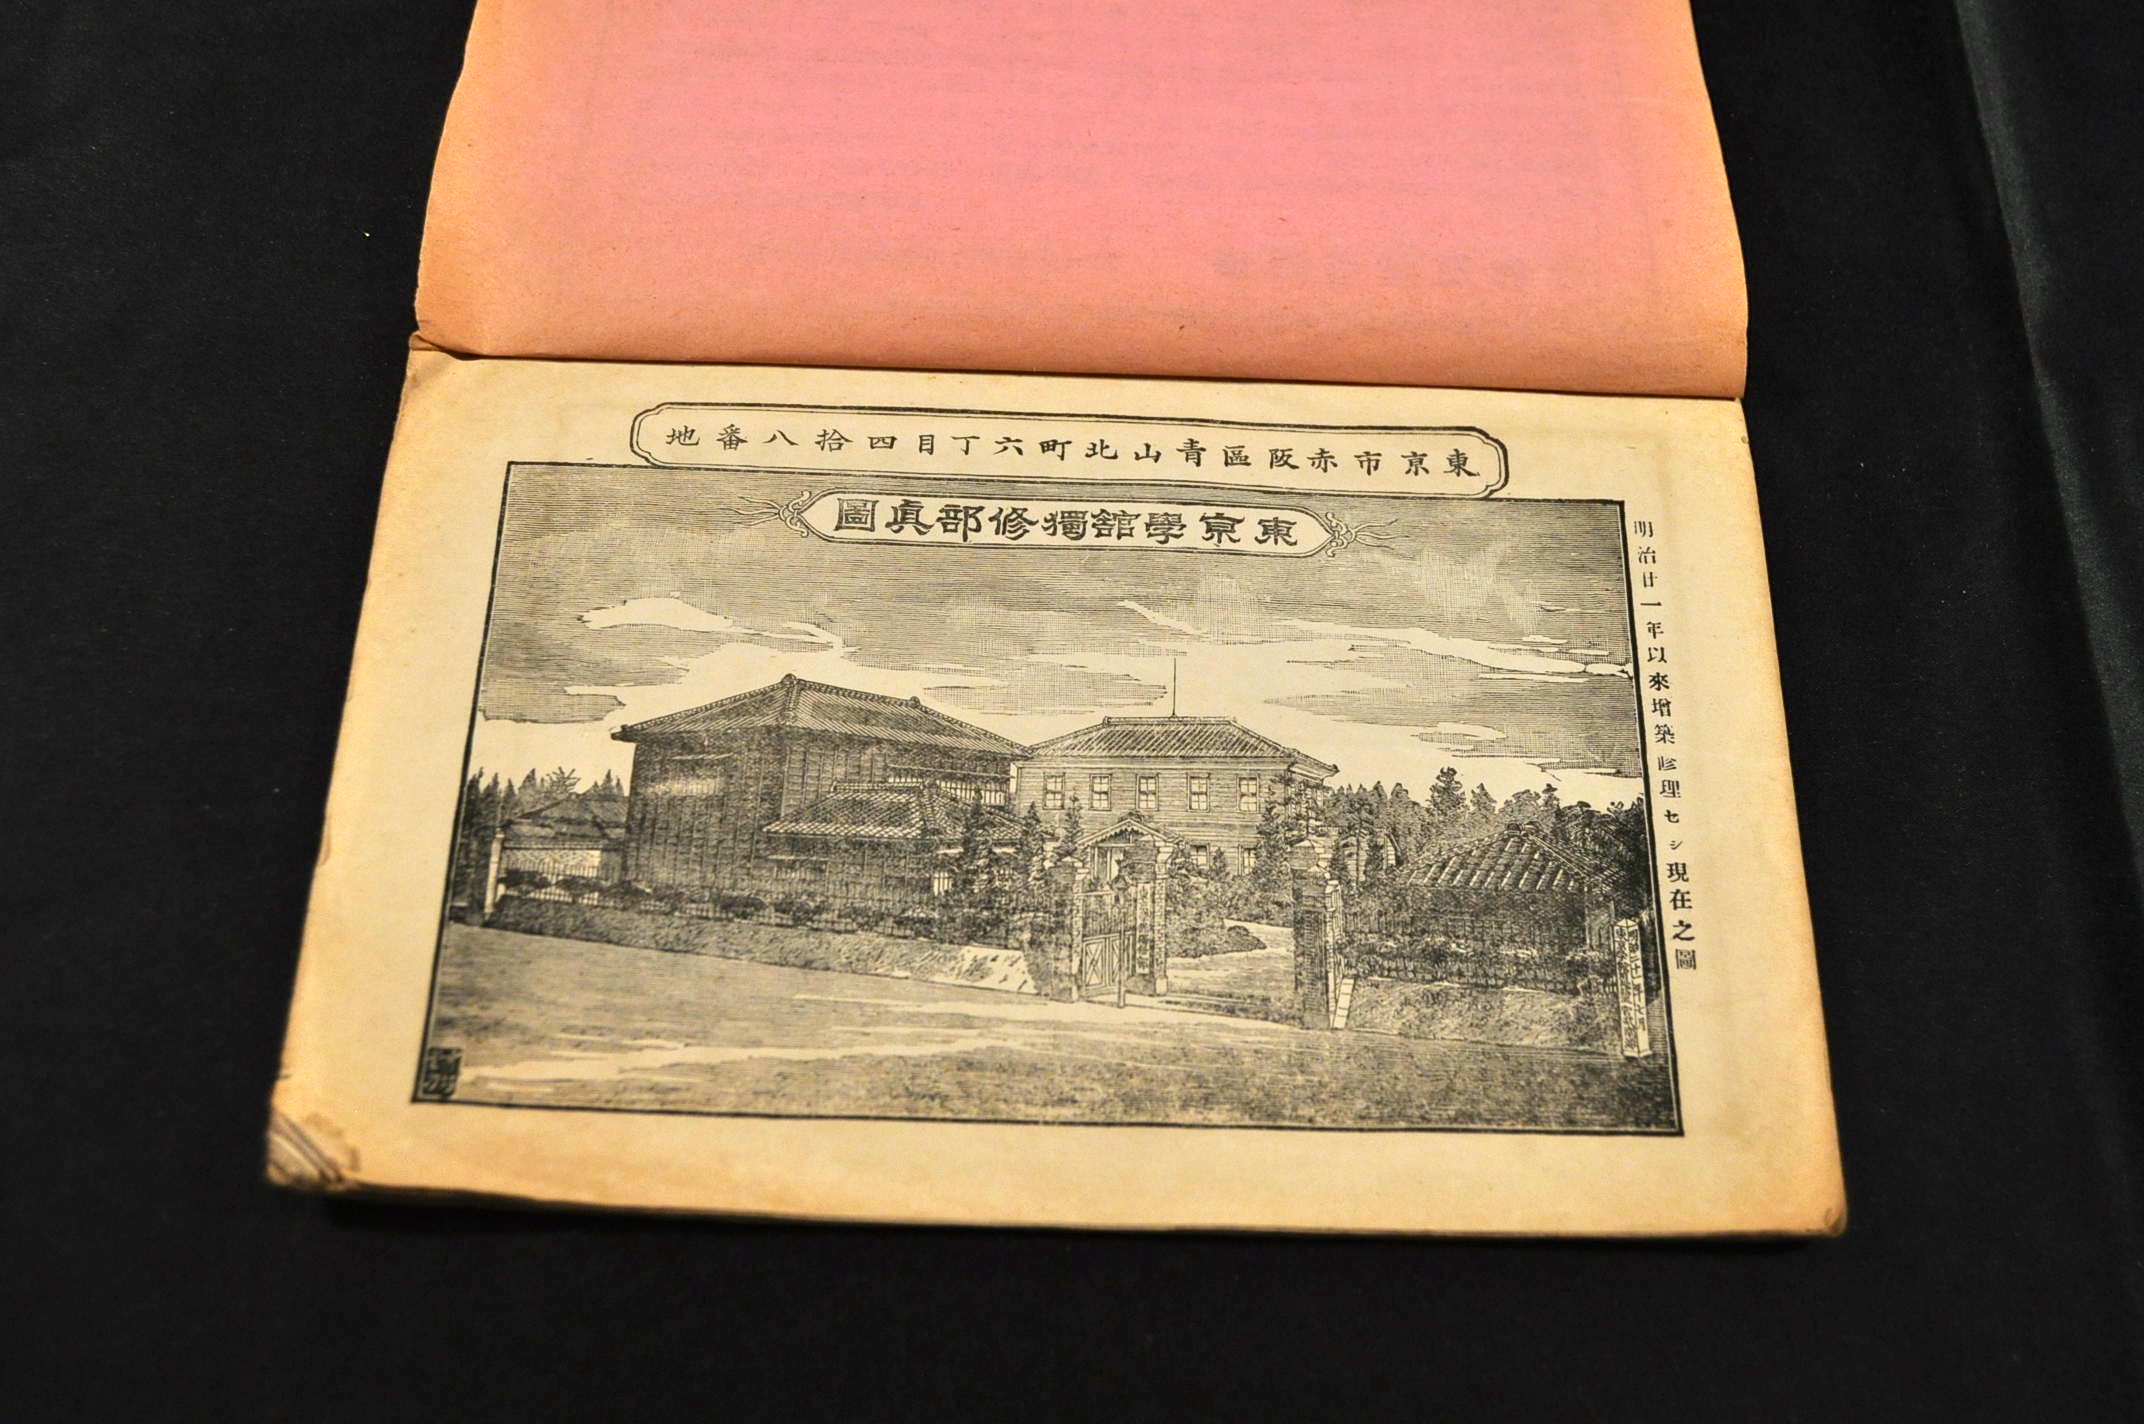 東京市赤阪區青山北町六丁目四拾八番地
東京學舘獨修部眞圖
明治廿一年以來增築修理セシ現在之圖